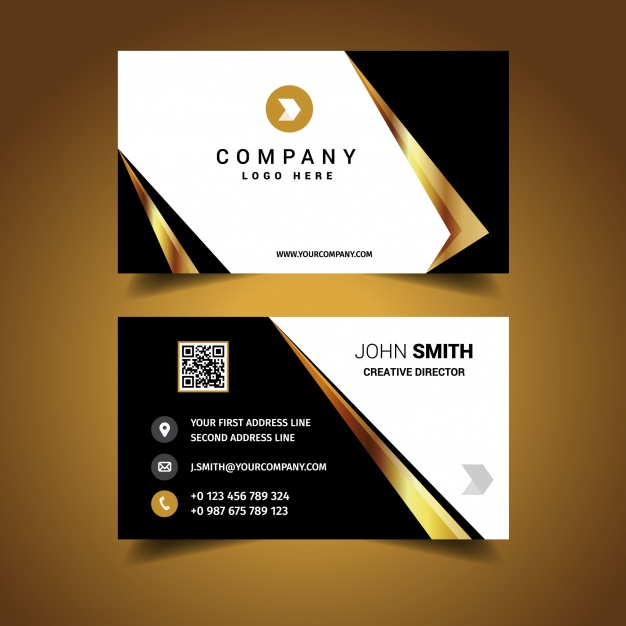 COMPANY
LOGO HERE
WWW.YOURCOMPANY.COM
JOHN SMITH
CREATIVE DIRECTOR
YOUR FIRST ADDRESS LINE
SECOND ADDRESS LINE
J.SMITH@YOURCOMPANY.COM
+0 123 456 789 324
+0 987 675 789 123